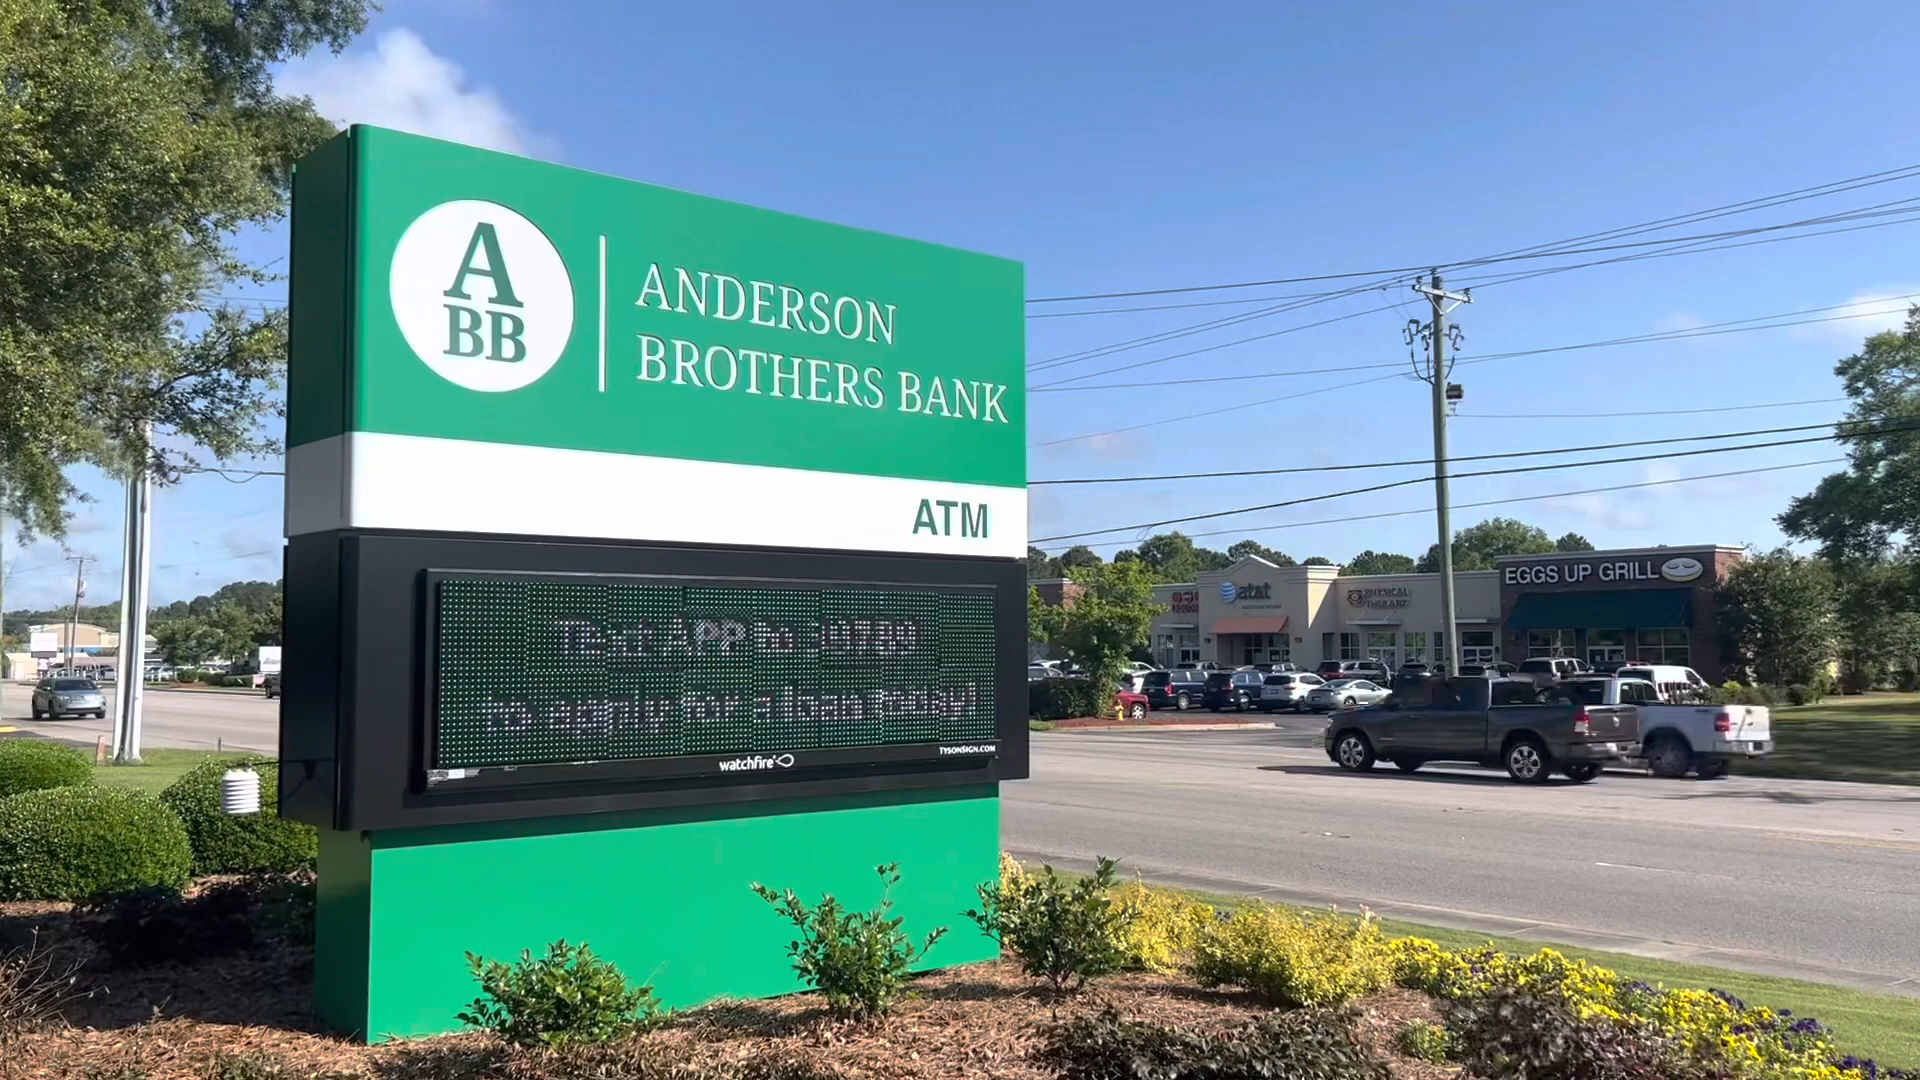 A
BB
ANDERSON
BROTHERS BANK
ATM
Text APP to
to apply for a loan today!
watchfire
TYSONSIGN.COM
LIQUOR
at&t
PHYSICAL
THERAPY
EGGS UP GRILL